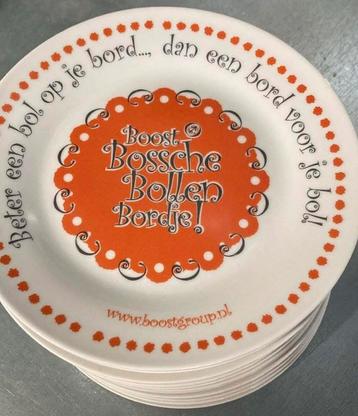 Beter een bol op je bord..., dan een bord voor je bol!
Boost
Bossche
Bollen
Bordje!
www.boostgroup.nl